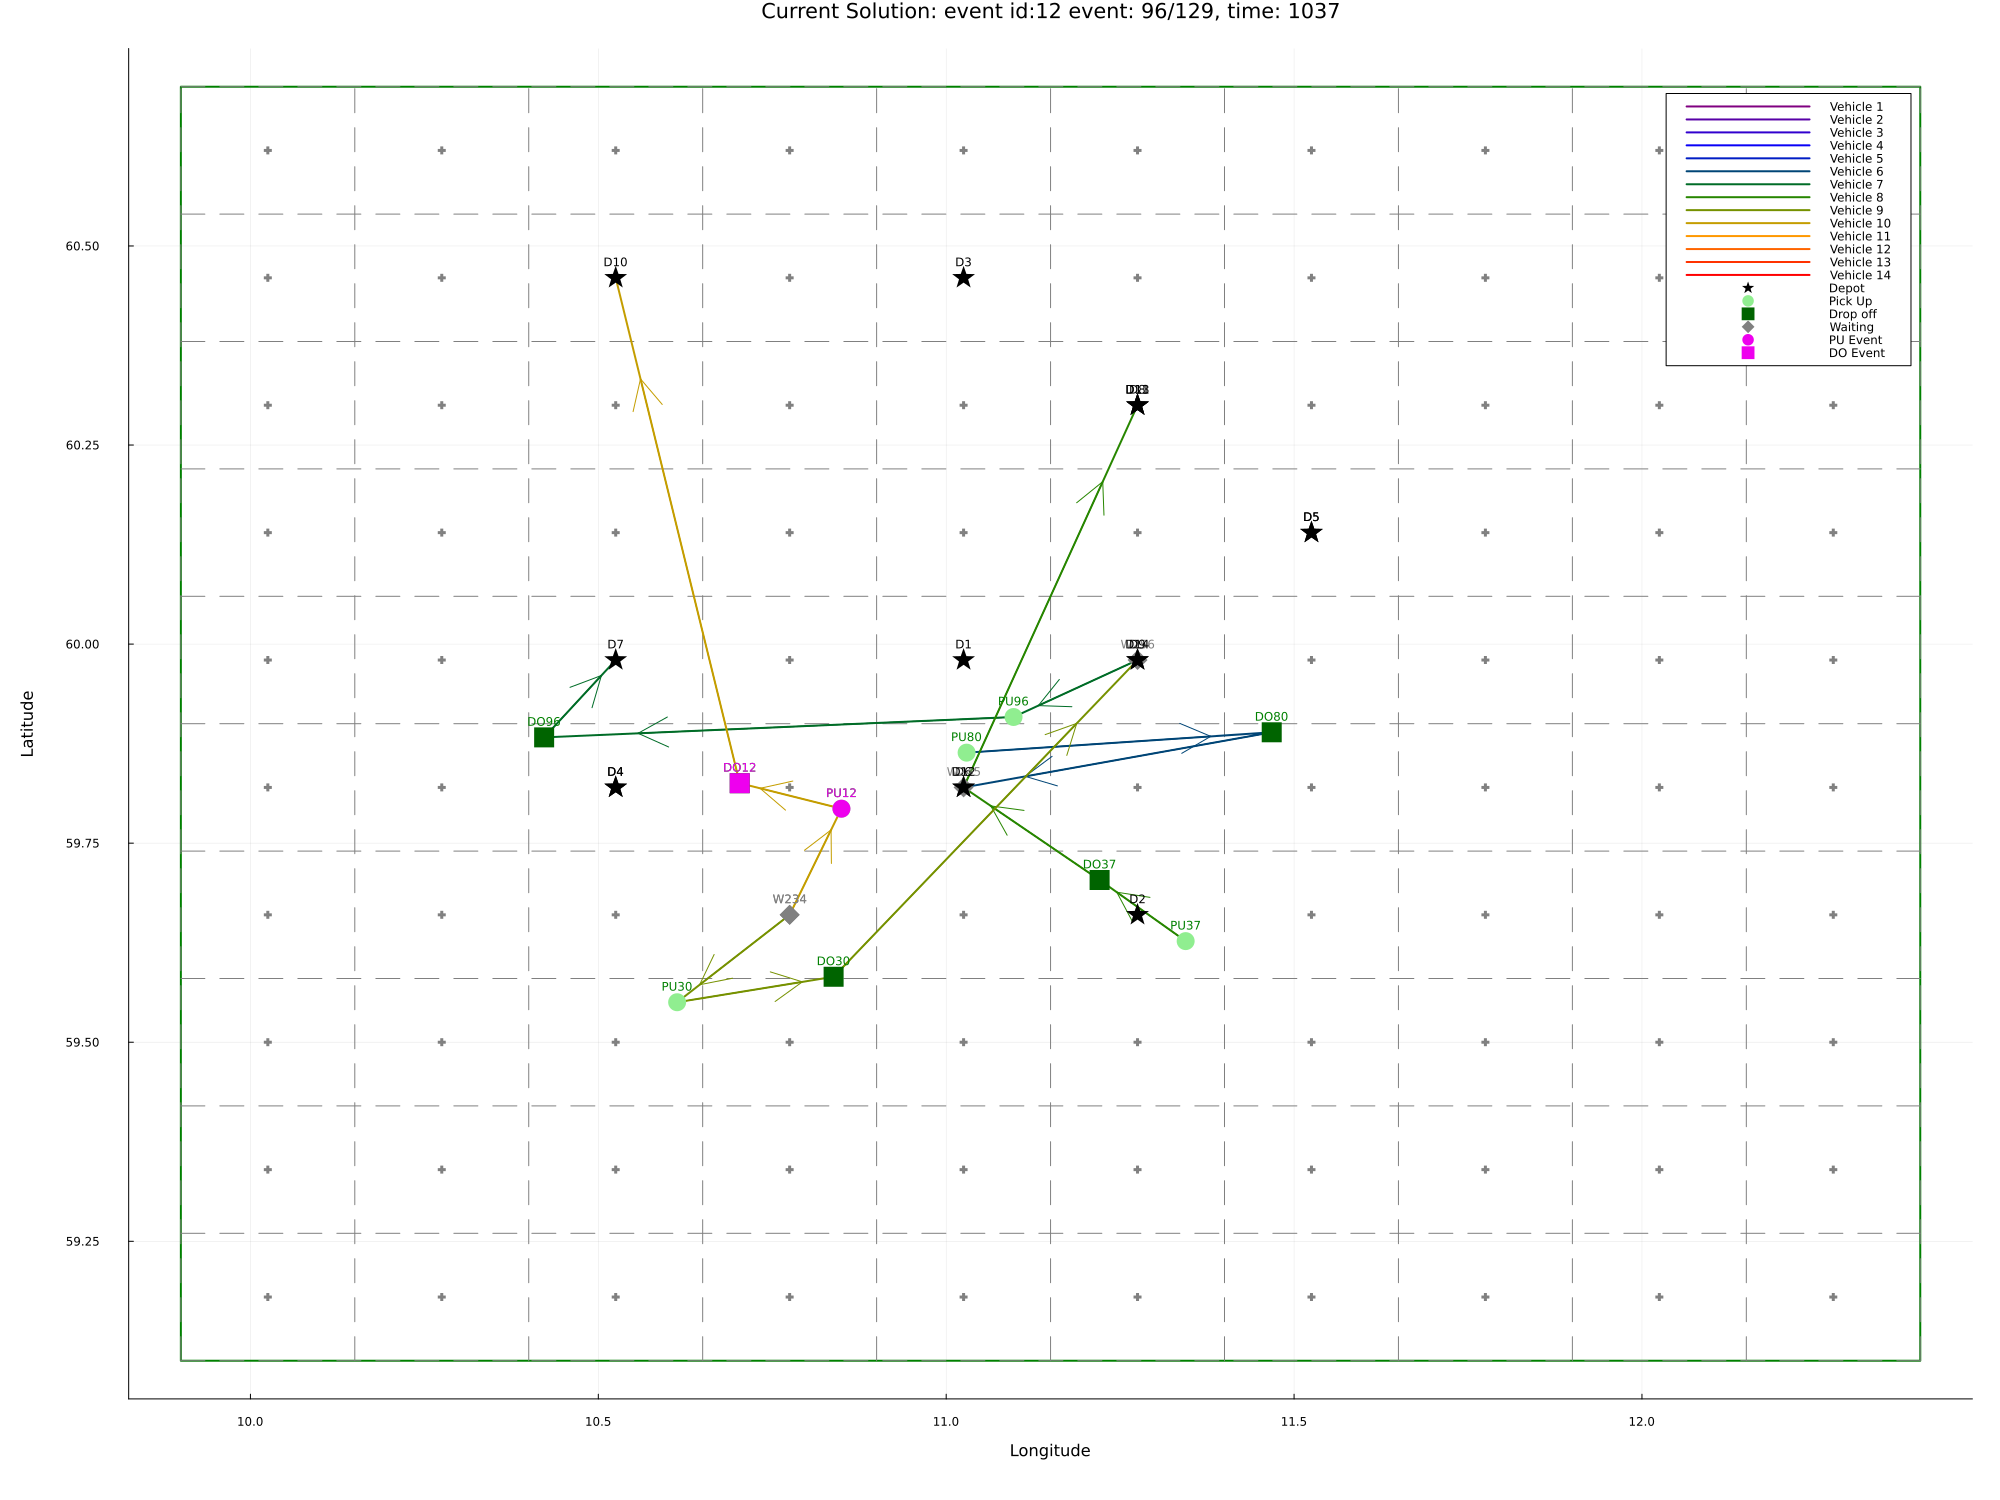 Current Solution: event id:12 event: 96/129, time: 1037
Vehicle 1
Vehicle 2
Vehicle 3
Vehicle 4
Vehicle 5
Vehicle 6
Vehicle 7
Vehicle 8
Vehicle 9
Vehicle 10
Vehicle 11
Vehicle 12
Vehicle 13
Vehicle 14
Depot
Pick Up
Drop off
Waiting
PU Event
DO Event
60.50
D10
D3
60.25
D5
60.00
D7
D1
PU96
DO96
DO80
PU80
Latitude
DO12
D4
PU12
59.75
DO37
W234
D2
PU37
DO30
PU30
59.50
59.25
10.0
10.5
11.0
11.5
12.0
Longitude